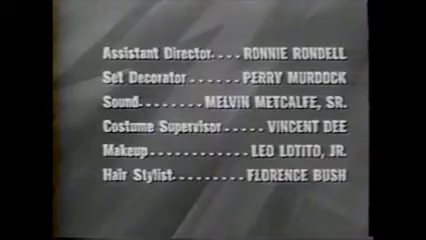 Assistant Director.... RONNIE RONDELL
Set Decorator...... PERRY MURDOCK
Sound........ MELVIN METCALFE, SR.
Costume Supervisor..... VINCENT DEE
Makeup............ LEO LOTITO, JR.
Hair Stylist......... FLORENCE BUSH